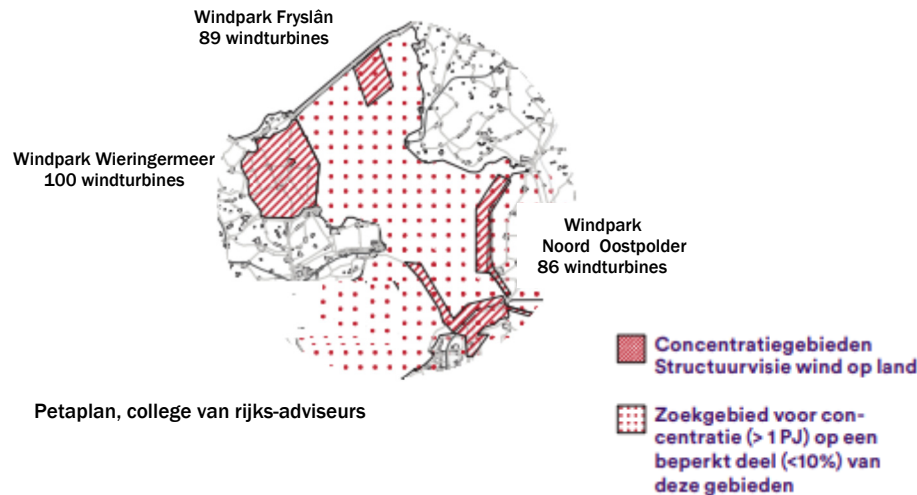 Windpark Fryslân
89 windturbines
Windpark Wieringermeer
100 windturbines
Windpark
Noord Oostpolder
86 windturbines
Concentratiegebieden
Structuurvisie wind op land
Petaplan, college van rijks-adviseurs
Zoekgebied voor con-
centratie (> 1 PJ) op een
beperkt deel (<10%) van
deze gebieden